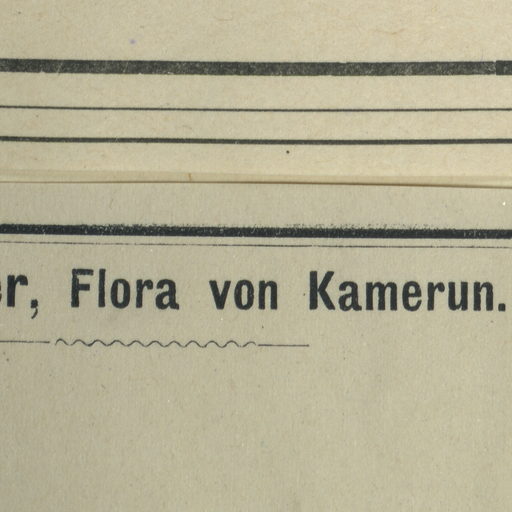 er, Flora von Kamerun.